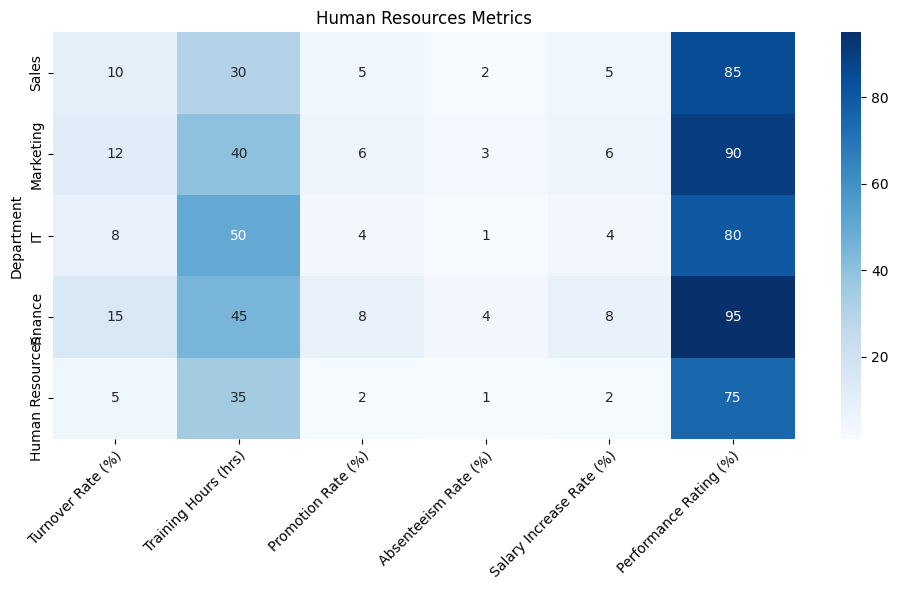 Human Resources Metrics
Department
Sales 10 30 5 2 5 85
Marketing 12 40 6 3 6 90
IT 8 50 4 1 4 80
Finance 15 45 8 4 8 95
Human Resources 5 35 2 1 2 75
Turnover Rate (%)
Training Hours (hrs)
Promotion Rate (%)
Absenteeism Rate (%)
Salary Increase Rate (%)
Performance Rating (%)
80
60
40
20